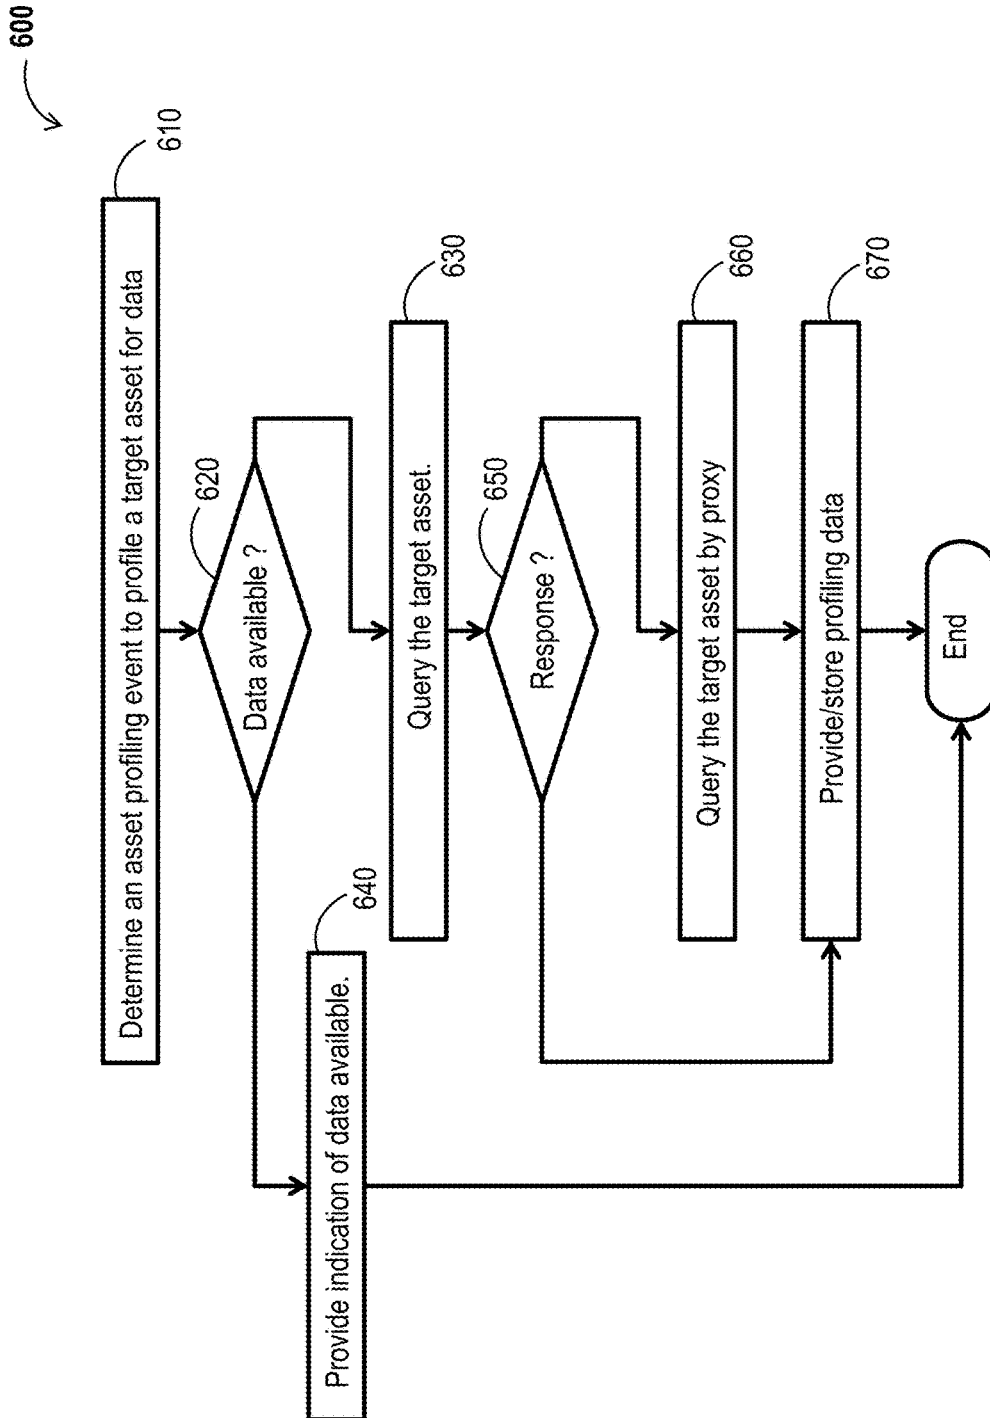 600
Determine an asset profiling event to profile a target asset for data
610
Data available ?
620
Provide indication of data available.
640
Query the target asset.
630
Response ?
650
Query the target asset by proxy
660
Provide/store profiling data
670
End